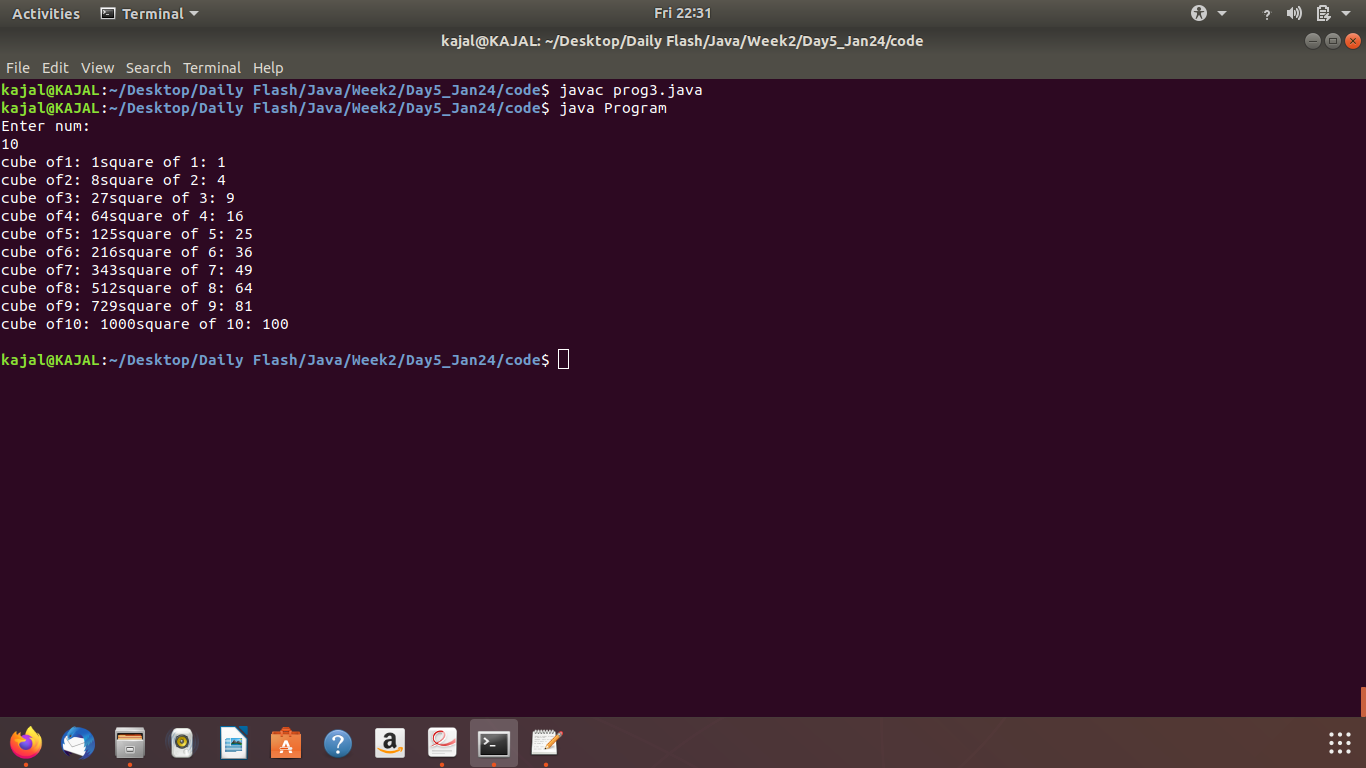 Activities Terminal Fri 22:31
kajal@KAJAL: ~/Desktop/Daily Flash/Java/Week2/Day5_Jan24/code
File Edit View Search Terminal Help
kajal@KAJAL:~/Desktop/Daily Flash/Java/Week2/Day5_Jan24/code$ javac prog3.java
kajal@KAJAL:~/Desktop/Daily Flash/Java/Week2/Day5_Jan24/code$ java Program
Enter num:
10
cube of1: 1square of 1: 1
cube of2: 8square of 2: 4
cube of3: 27square of 3: 9
cube of4: 64square of 4: 16
cube of5: 125square of 5: 25
cube of6: 216square of 6: 36
cube of7: 343square of 7: 49
cube of8: 512square of 8: 64
cube of9: 729square of 9: 81
cube of10: 1000square of 10: 100
kajal@KAJAL:~/Desktop/Daily Flash/Java/Week2/Day5_Jan24/code$